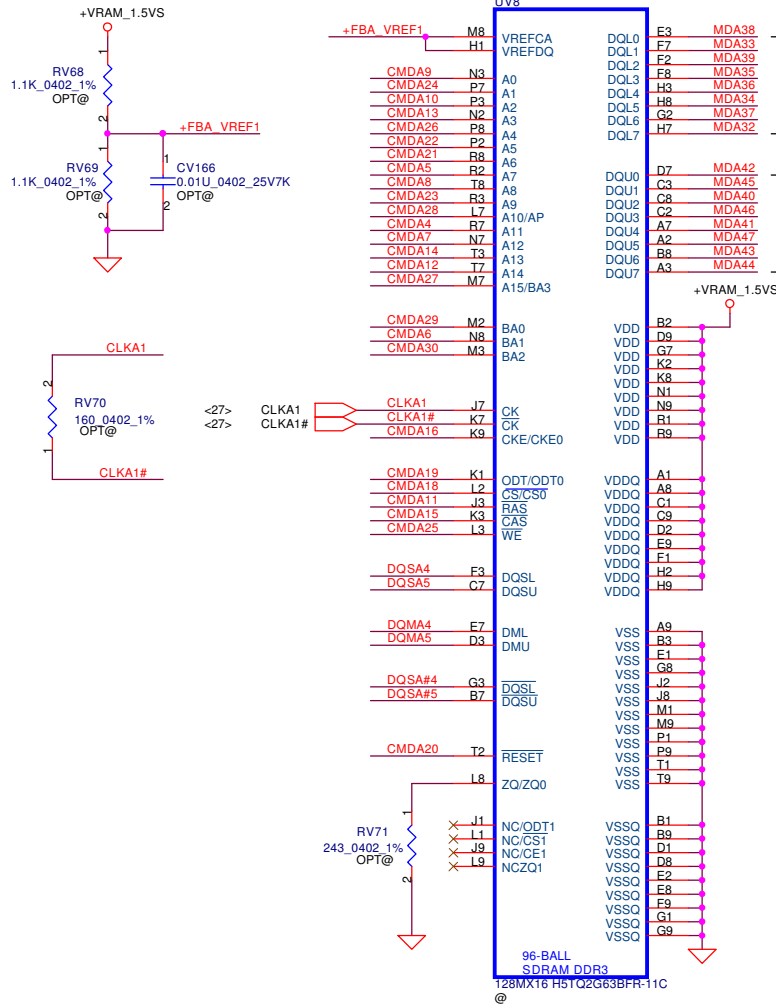 +VRAM_1.5VS
1
RV68
1.1K_0402_1%
OPT@
2
+FBA_VREF1
1
RV69
1.1K_0402_1%
OPT@
2
1
CV166
0.01U_0402_25V7K
OPT@
2
CLKA1
2
RV70
160_0402_1%
OPT@
1
CLKA1#
<27> CLKA1
<27> CLKA1#
UV8
+FBA_VREF1 M8 VREFCA
H1 VREFDQ
CMDA9 N3 A0
CMDA24 P7 A1
CMDA10 P3 A2
CMDA13 N2 A3
CMDA26 P8 A4
CMDA22 P2 A5
CMDA21 R8 A6
CMDA5 R2 A7
CMDA8 T8 A8
CMDA23 R3 A9
CMDA28 L7 A10/AP
CMDA4 R7 A11
CMDA7 N7 A12
CMDA14 T3 A13
CMDA12 T7 A14
CMDA27 M7 A15/BA3
CMDA29 M2 BA0
CMDA6 N8 BA1
CMDA30 M3 BA2
CLKA1 J7 CK
CLKA1# K7 CK
CMDA16 K9 CKE/CKE0
CMDA19 K1 ODT/ODT0
CMDA18 L2 CS/CS0
CMDA11 J3 RAS
CMDA15 K3 CAS
CMDA25 L3 WE
DQSA4 F3 DQSL
DQSA5 C7 DQSU
DQMA4 E7 DML
DQMA5 D3 DMU
DQSA#4 G3 DQSL
DQSA#5 B7 DQSU
CMDA20 T2 RESET
L8 ZQ/ZQ0
1
RV71
243_0402_1%
OPT@
2
J1 NC/ODT1
L1 NC/CS1
J9 NC/CE1
L9 NCZQ1
DQL0 E3 MDA38
DQL1 F7 MDA33
DQL2 F2 MDA39
DQL3 F8 MDA35
DQL4 H3 MDA36
DQL5 H8 MDA34
DQL6 G2 MDA37
DQL7 H7 MDA32
DQU0 D7 MDA42
DQU1 C3 MDA45
DQU2 C8 MDA40
DQU3 C2 MDA46
DQU4 A7 MDA41
DQU5 A2 MDA47
DQU6 B8 MDA43
DQU7 A3 MDA44
+VRAM_1.5VS
VDD B2
VDD D9
VDD G7
VDD K2
VDD K8
VDD N1
VDD N9
VDD R1
VDD R9
VDDQ A1
VDDQ A8
VDDQ C1
VDDQ C9
VDDQ D2
VDDQ E9
VDDQ F1
VDDQ H2
VDDQ H9
VSS A9
VSS B3
VSS E1
VSS G8
VSS J2
VSS J8
VSS M1
VSS M9
VSS P1
VSS P9
VSS T1
VSS T9
VSSQ B1
VSSQ B9
VSSQ D1
VSSQ D8
VSSQ E2
VSSQ E8
VSSQ F9
VSSQ G1
VSSQ G9
96-BALL
SDRAM DDR3
128MX16 H5TQ2G63BFR-11C
@